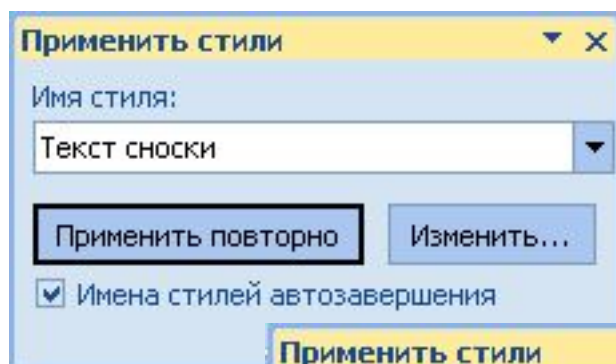 Применить стили
Имя стиля:
Текст сноски
Применить повторно Изменить...
Имена стилей автозавершения
Применить стили